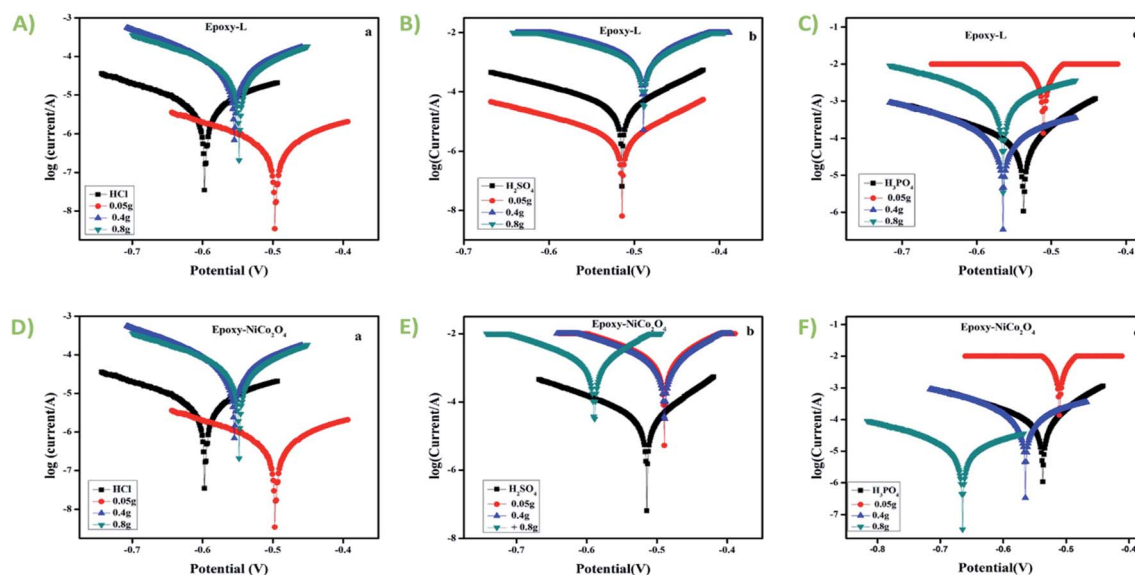 A)
Epoxy-L
a
log (current/A)
-3
-4
-5
-6
-7
-8
HCl
0.05g
0.4g
0.8g
-0.7 -0.6 -0.5 -0.4
Potential (V)
B)
Epoxy-L
b
log(Current/A)
-2
-4
-6
-8
H₂SO₄
0.05g
0.4g
0.8g
-0.7 -0.6 -0.5 -0.4
Potential(V)
C)
Epoxy-L
log(Current/A)
-1
-2
-3
-4
-5
-6
H₃PO₄
0.05g
0.4g
0.8g
-0.7 -0.6 -0.5 -0.4
Potential(V)
D)
Epoxy-NiCo₂O₄
a
log (current/A)
-3
-4
-5
-6
-7
-8
HCl
0.05g
0.4g
0.8g
-0.7 -0.6 -0.5 -0.4
Potential (V)
E)
Epoxy-NiCo₂O₄
b
log(Current/A)
-2
-4
-6
-8
H₂SO₄
0.05g
0.4g
+ 0.8g
-0.7 -0.6 -0.5 -0.4
Potential(V)
F)
Epoxy-NiCo₂O₄
log(Current/A)
-1
-2
-3
-4
-5
-6
-7
H₃PO₄
0.05g
0.4g
0.8g
-0.8 -0.7 -0.6 -0.5 -0.4
Potential (V)